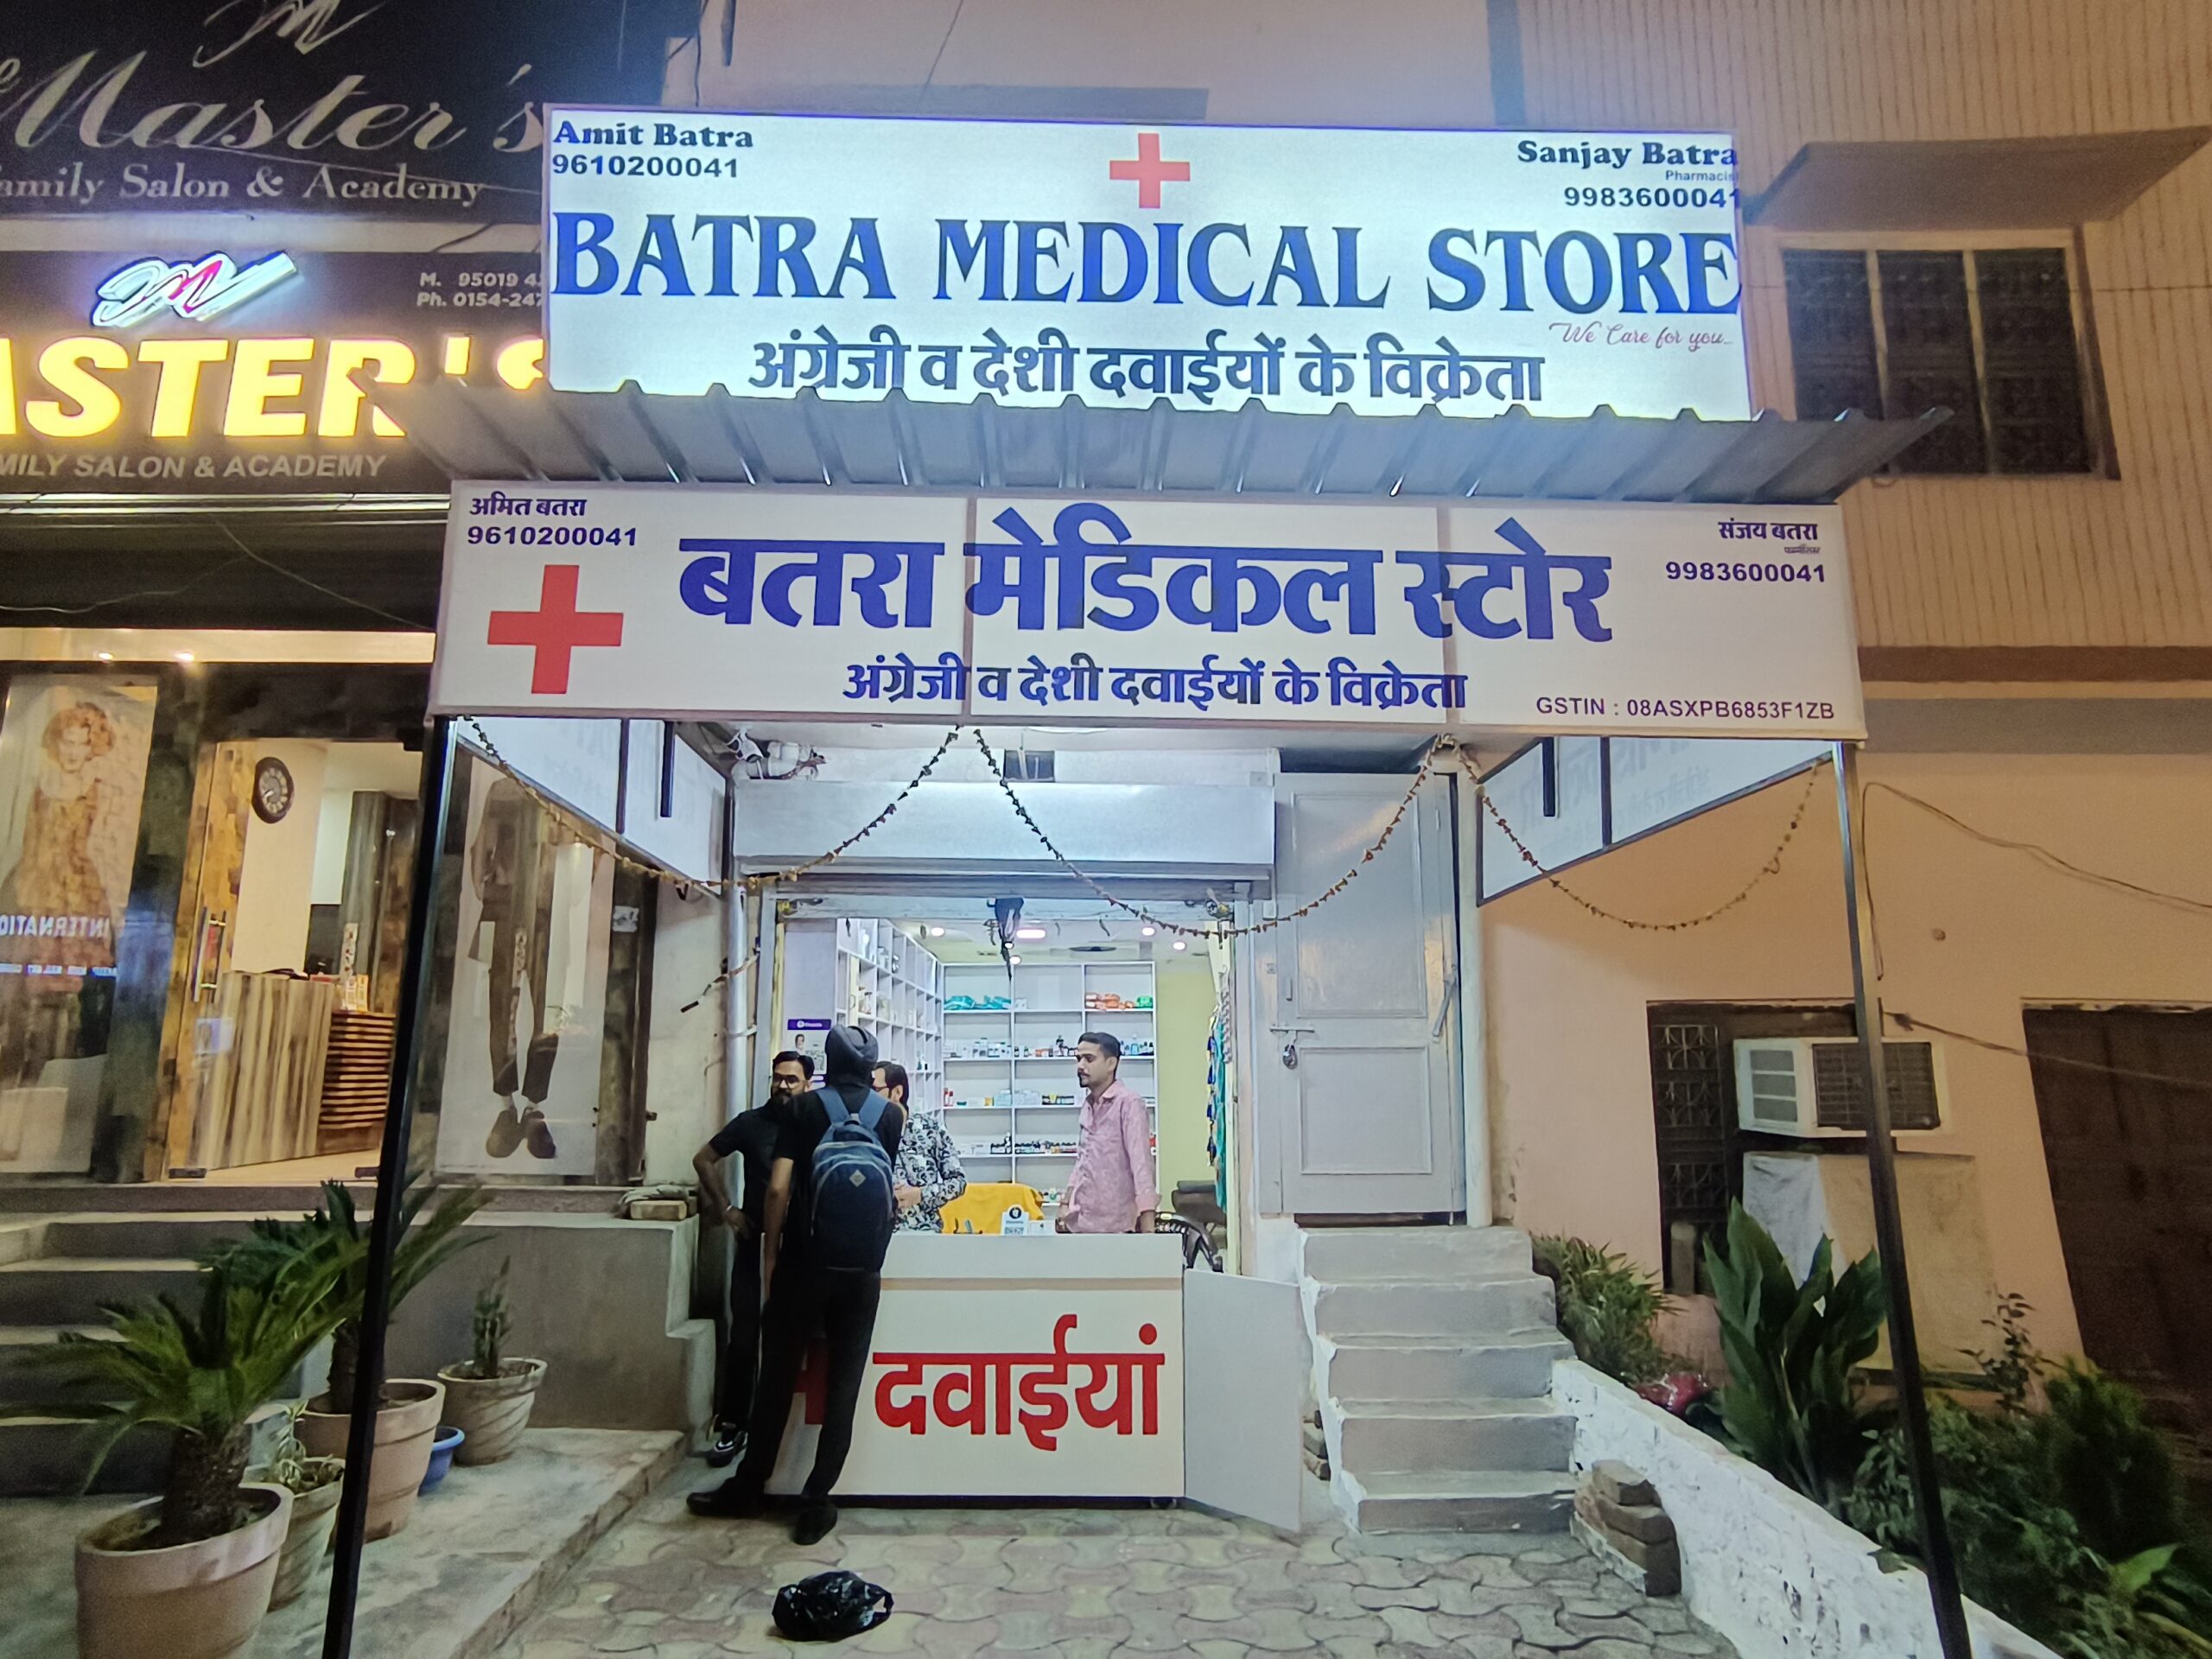 Master's
Family Salon & Academy
M. 95019 4
Ph. 0154-247
MASTER'S
FAMILY SALON & ACADEMY
Amit Batra
9610200041
Sanjay Batra
Pharmacist
9983600041
BATRA MEDICAL STORE
We Care for you...
अंग्रेजी व देशी दवाईयों के विक्रेता
अमित बतरा
9610200041
बतरा मेडिकल स्टोर
संजय बतरा
9983600041
अंग्रेजी व देशी दवाईयों के विक्रेता
GSTIN : 08ASXPB6853F1ZB
दवाईयां